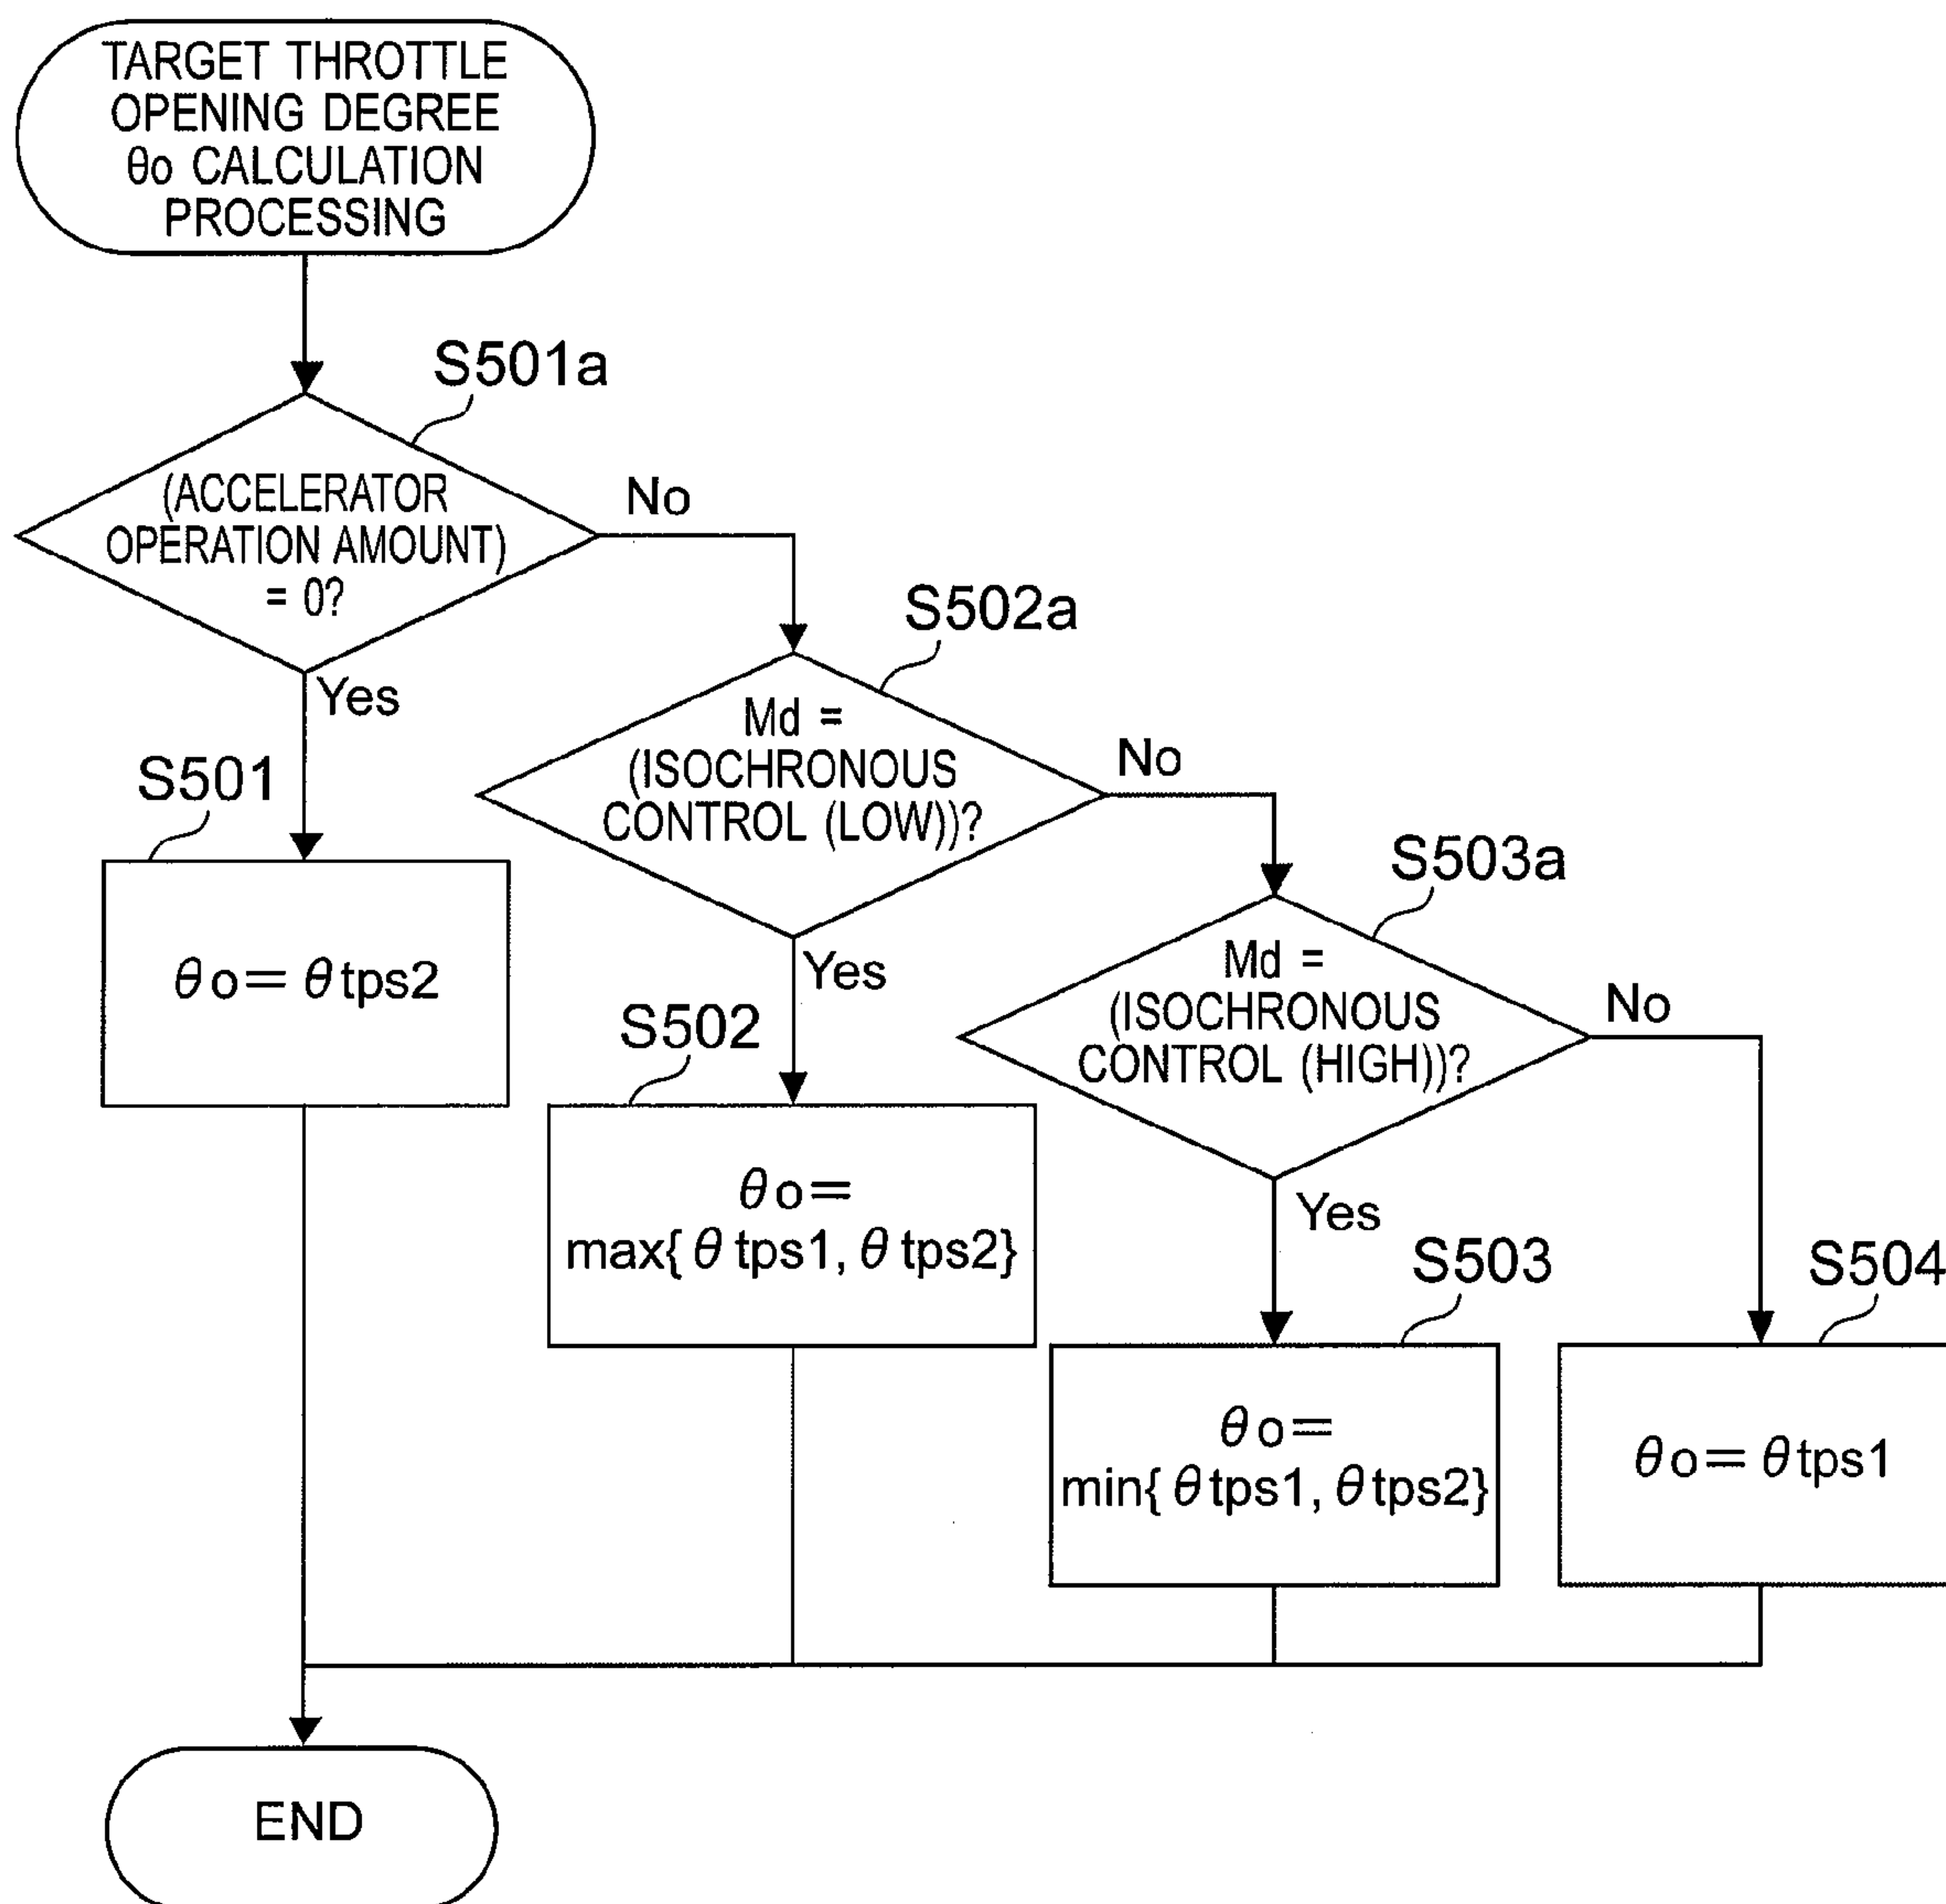 TARGET THROTTLE
OPENING DEGREE
θo CALCULATION
PROCESSING
S501a
(ACCELERATOR
OPERATION AMOUNT)
= 0?
No
Yes
S502a
Md =
(ISOCHRONOUS
CONTROL (LOW))?
No
Yes
S501
θo=θtps2
S503a
Md =
(ISOCHRONOUS
CONTROL (HIGH))?
No
Yes
S502
θo=
max{θtps1, θtps2}
S503
θo=
min{θtps1, θtps2}
S504
θo=θtps1
END